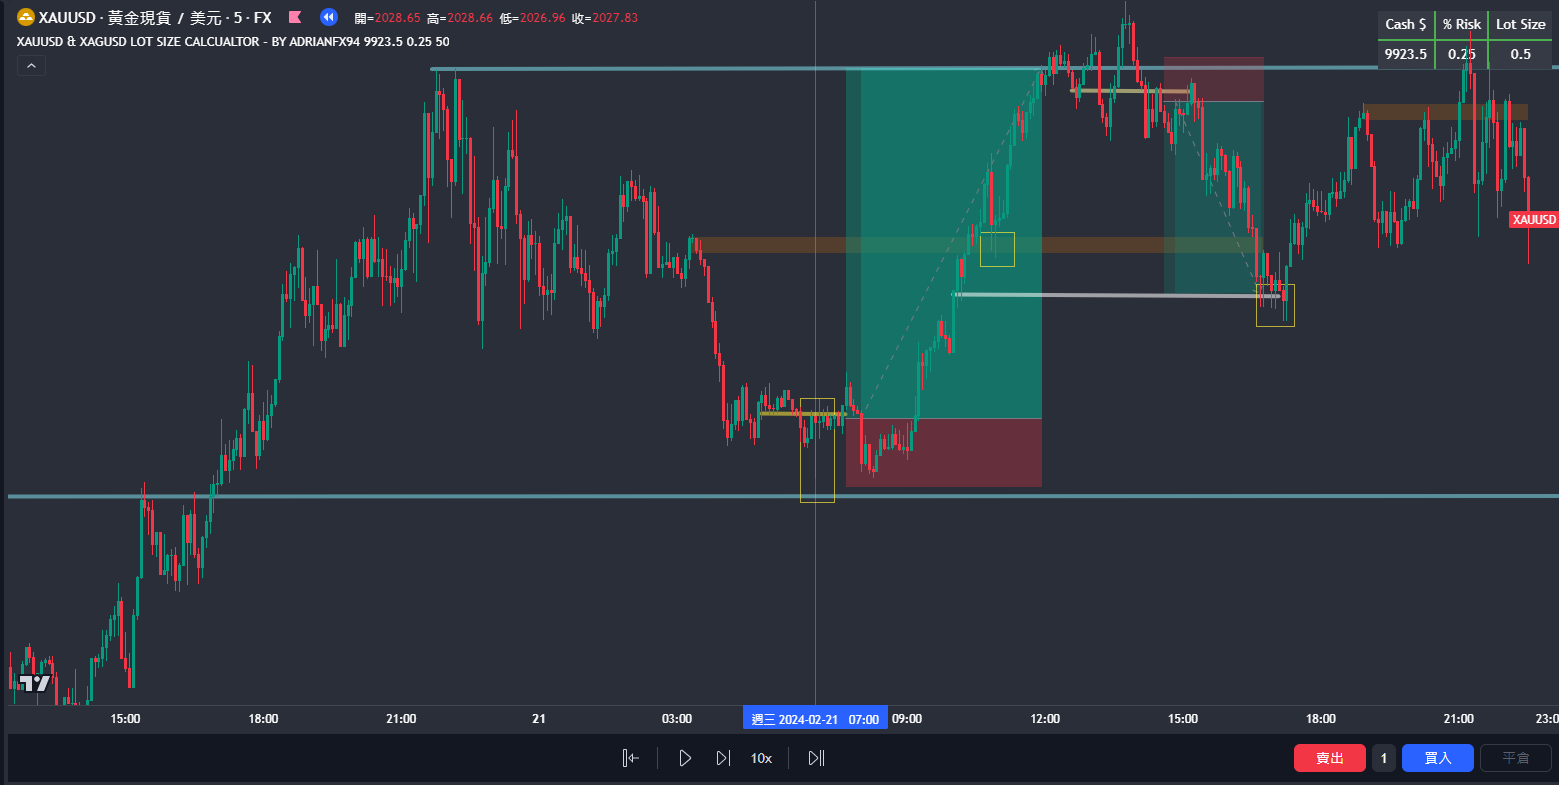 XAUUSD · 黃金現貨 / 美元 · 5 · FX 開=2028.65 高=2028.66 低=2026.96 收=2027.83
XAUUSD & XAGUSD LOT SIZE CALCUALTOR - BY ADRIANFX94 9923.5 0.25 50
Cash $ % Risk Lot Size
9923.5 0.25 0.5
XAUUSD
15:00 18:00 21:00 21 03:00 週三 2024-02-21 07:00 09:00 12:00 15:00 18:00 21:00 23:0
10x 賣出 1 買入 平倉